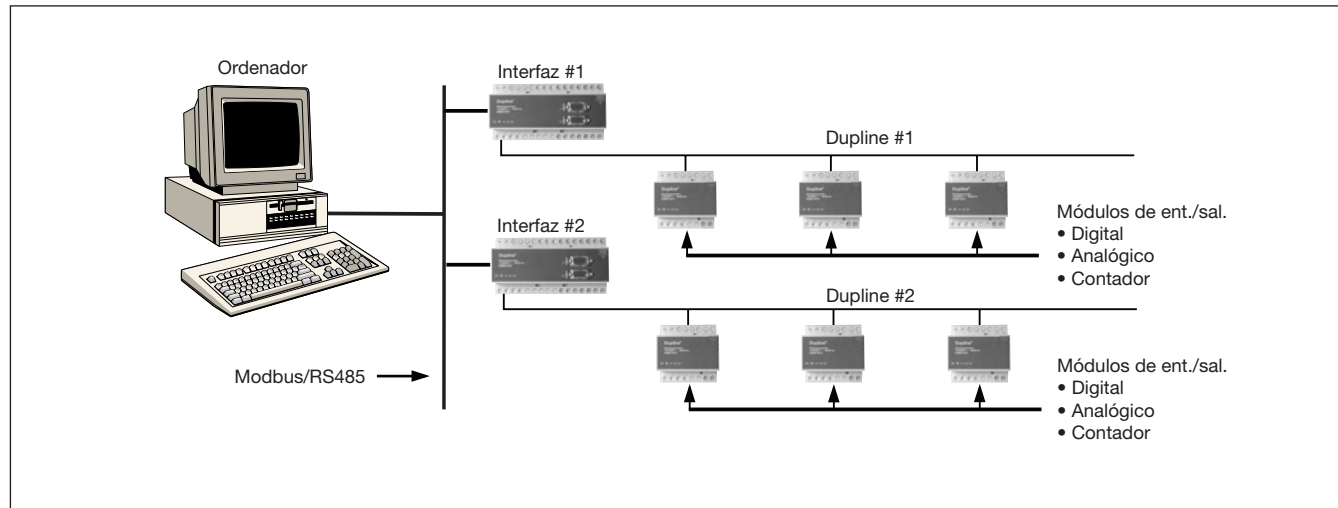 Ordenador
Interfaz #1
Dupline #1
Módulos de ent./sal.
• Digital
• Analógico
• Contador
Interfaz #2
Dupline #2
Módulos de ent./sal.
• Digital
• Analógico
• Contador
Modbus/RS485